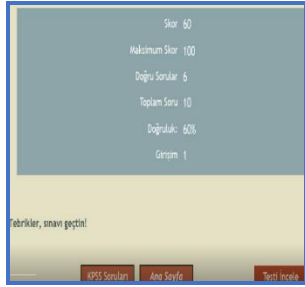 Skor 60
Maksimum Skor 100
Doğru Sorular 6
Toplam Soru 10
Doğruluk: 60%
Girişim 1
Tebrikler, sınavı geçtin!
KPSS Soruları Ana Sayfa Testi İncele